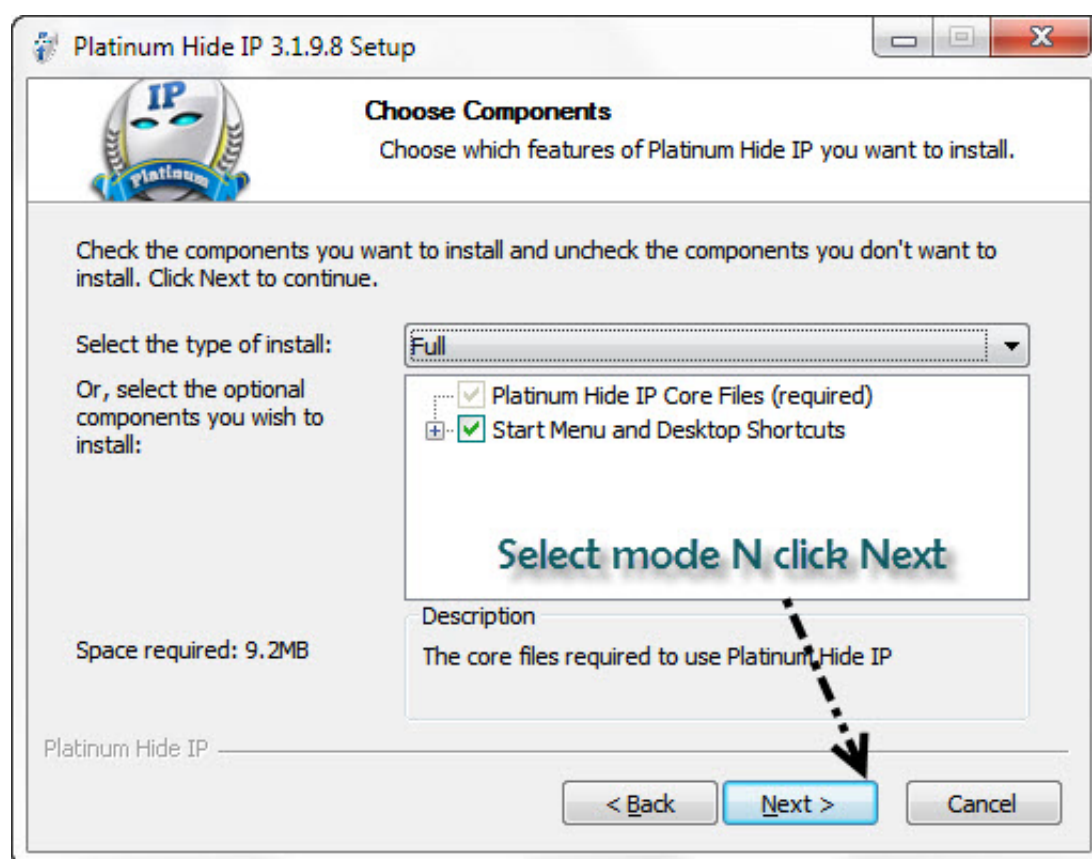 Platinum Hide IP 3.1.9.8 Setup
IP
Platinum
Choose Components
Choose which features of Platinum Hide IP you want to install.
Check the components you want to install and uncheck the components you don't want to
install. Click Next to continue.
Select the type of install:
Full
Or, select the optional
components you wish to
install:
Platinum Hide IP Core Files (required)
Start Menu and Desktop Shortcuts
Select mode N click Next
Description
Space required: 9.2MB
The core files required to use Platinum Hide IP
Platinum Hide IP
< Back
Next >
Cancel